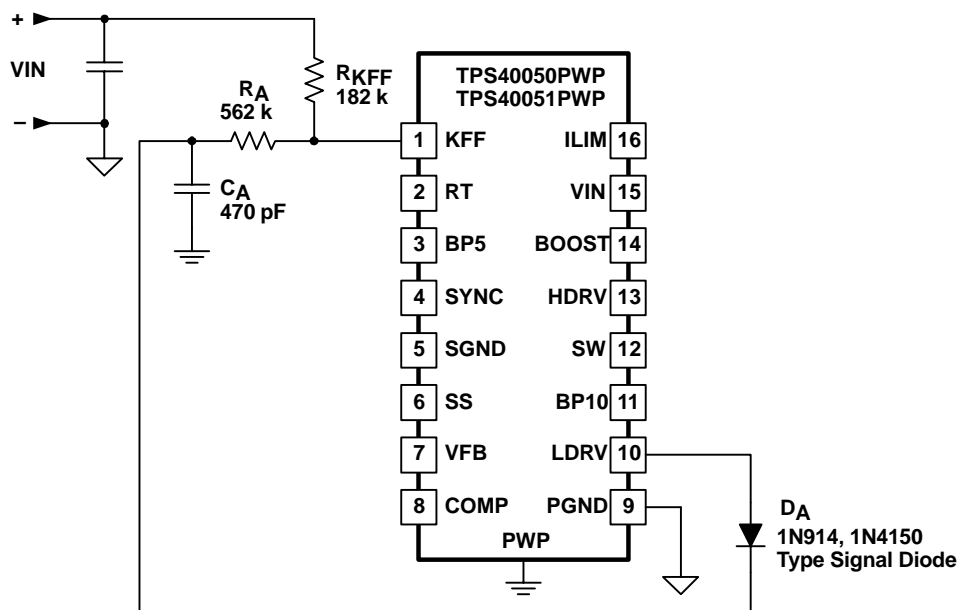 +
VIN
−
RA
562 k
RKFF
182 k
CA
470 pF
TPS40050PWP
TPS40051PWP
1 KFF ILIM 16
2 RT VIN 15
3 BP5 BOOST 14
4 SYNC HDRV 13
5 SGND SW 12
6 SS BP10 11
7 VFB LDRV 10
8 COMP PGND 9
PWP
DA
1N914, 1N4150
Type Signal Diode